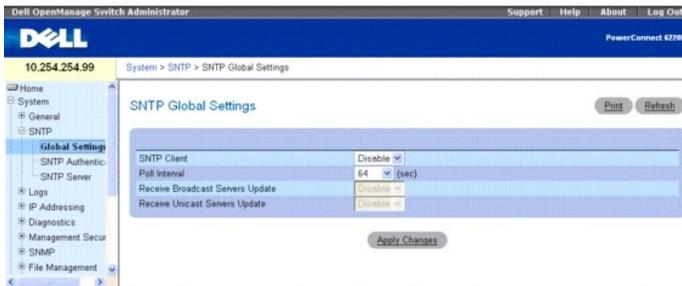 Dell OpenManage Switch Administrator Support Help About Log Out
DELL
PowerConnect
10.254.254.99
System > SNTP > SNTP Global Settings
Home
System
General
SNTP
Global Settings
SNTP Authentic
SNTP Server
Logs
IP Addressing
Diagnostics
Management Secur
SNMP
File Management
SNTP Global Settings
Print Refresh
SNTP Client Disable
Poll Interval 64 (sec)
Receive Broadcast Servers Update Disable
Receive Unicast Servers Update Disable
Apply Changes